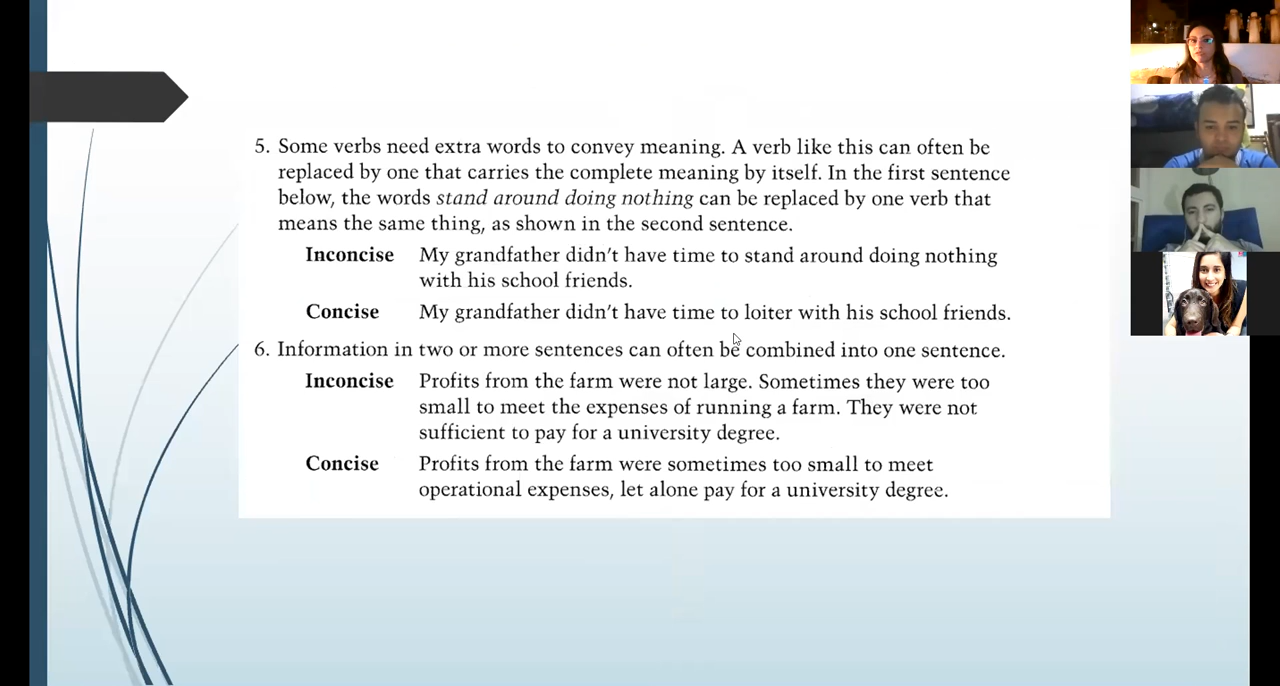 5. Some verbs need extra words to convey meaning. A verb like this can often be
replaced by one that carries the complete meaning by itself. In the first sentence
below, the words stand around doing nothing can be replaced by one verb that
means the same thing, as shown in the second sentence.
Inconcise My grandfather didn't have time to stand around doing nothing
with his school friends.
Concise My grandfather didn't have time to loiter with his school friends.
6. Information in two or more sentences can often be combined into one sentence.
Inconcise Profits from the farm were not large. Sometimes they were too
small to meet the expenses of running a farm. They were not
sufficient to pay for a university degree.
Concise Profits from the farm were sometimes too small to meet
operational expenses, let alone pay for a university degree.